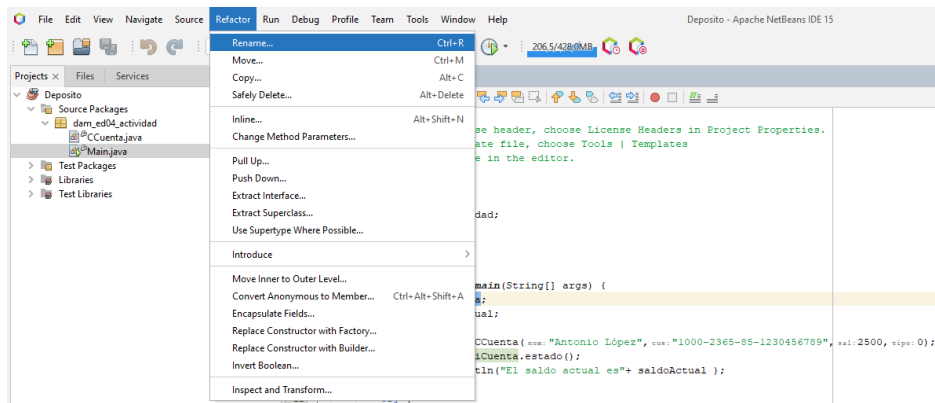 File Edit View Navigate Source Refactor Run Debug Profile Team Tools Window Help Deposito - Apache NetBeans IDE 15
206,5/428,0MB
Projects × Files Services
Deposito
Source Packages
dam_ed04_actividad
CCuenta.java
Main.java
Test Packages
Libraries
Test Libraries
Rename... Ctrl+R
Move... Ctrl+M
Copy... Alt+C
Safely Delete... Alt+Delete
Inline... Alt+Shift+N
Change Method Parameters...
Pull Up...
Push Down...
Extract Interface...
Extract Superclass...
Use Supertype Where Possible...
Introduce
Move Inner to Outer Level...
Convert Anonymous to Member... Ctrl+Alt+Shift+A
Encapsulate Fields...
Replace Constructor with Factory...
Replace Constructor with Builder...
Invert Boolean...
Inspect and Transform...
se header, choose License Headers in Project Properties.
ate file, choose Tools | Templates
e in the editor.
dad;
main(String[] args) {
a;
ual;
CCuenta( nom: "Antonio López", cue: "1000-2365-85-1230456789", sal: 2500, tipo: 0);
iCuenta.estado();
tln("El saldo actual es"+ saldoActual );